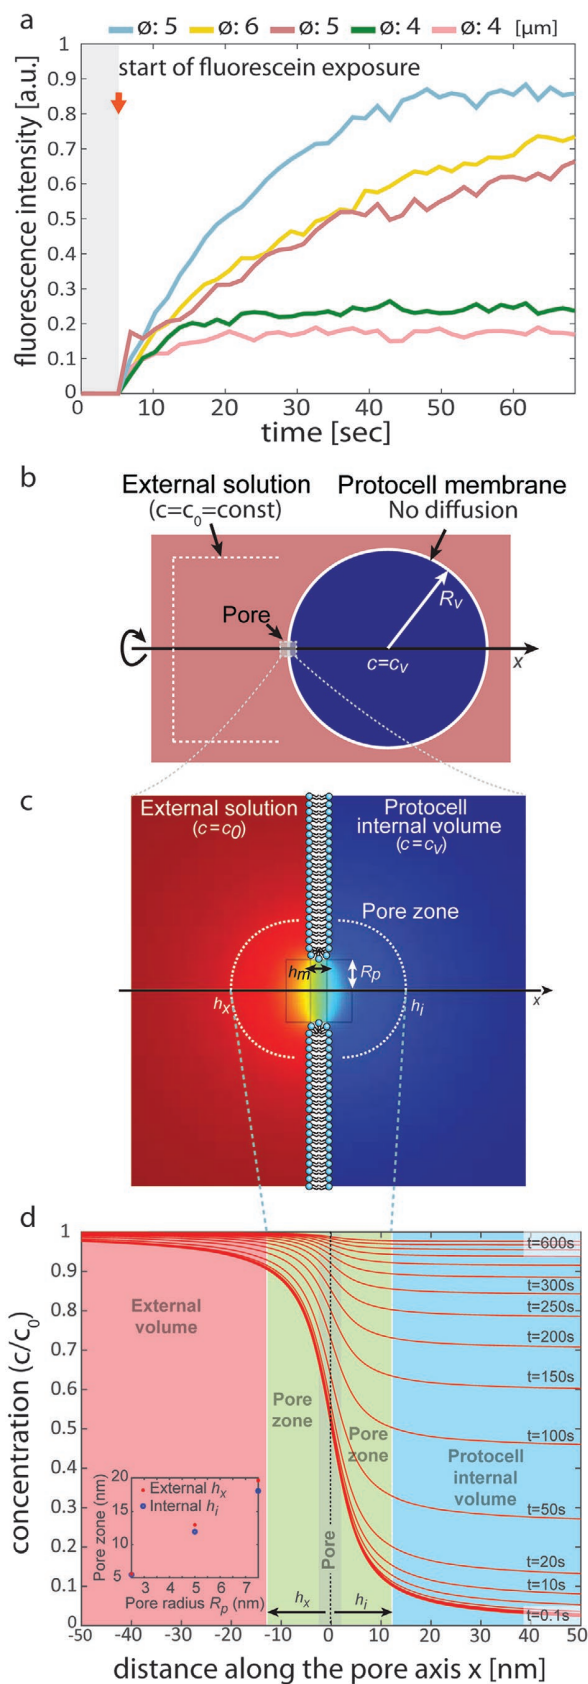 a
ø: 5 ø: 6 ø: 5 ø: 4 ø: 4 [µm]
start of fluorescein exposure
fluorescence intensity [a.u.]
1
0.9
0.8
0.7
0.6
0.5
0.4
0.3
0.2
0.1
0
10 20 30 40 50 60
time [sec]
b
External solution
(c=c₀=const)
Protocell membrane
No diffusion
Pore
Rᵥ
c=cᵥ
x
c
External solution
(c=c₀)
Protocell
internal volume
(c=cᵥ)
Pore zone
hₘ
Rₚ
hₓ
hᵢ
x
d
concentration (c/c₀)
1
0.9
0.8
0.7
0.6
0.5
0.4
0.3
0.2
0.1
0
External
volume
Pore
zone
Pore
Pore
zone
Protocell
internal
volume
t=600s
t=300s
t=250s
t=200s
t=150s
t=100s
t=50s
t=20s
t=10s
t=0.1s
hₓ
hᵢ
Pore zone (nm)
20
15
10
5
External hₓ
Internal hᵢ
3 4 5 6 7
Pore radius Rₚ (nm)
-50 -40 -30 -20 -10 0 10 20 30 40 50
distance along the pore axis x [nm]